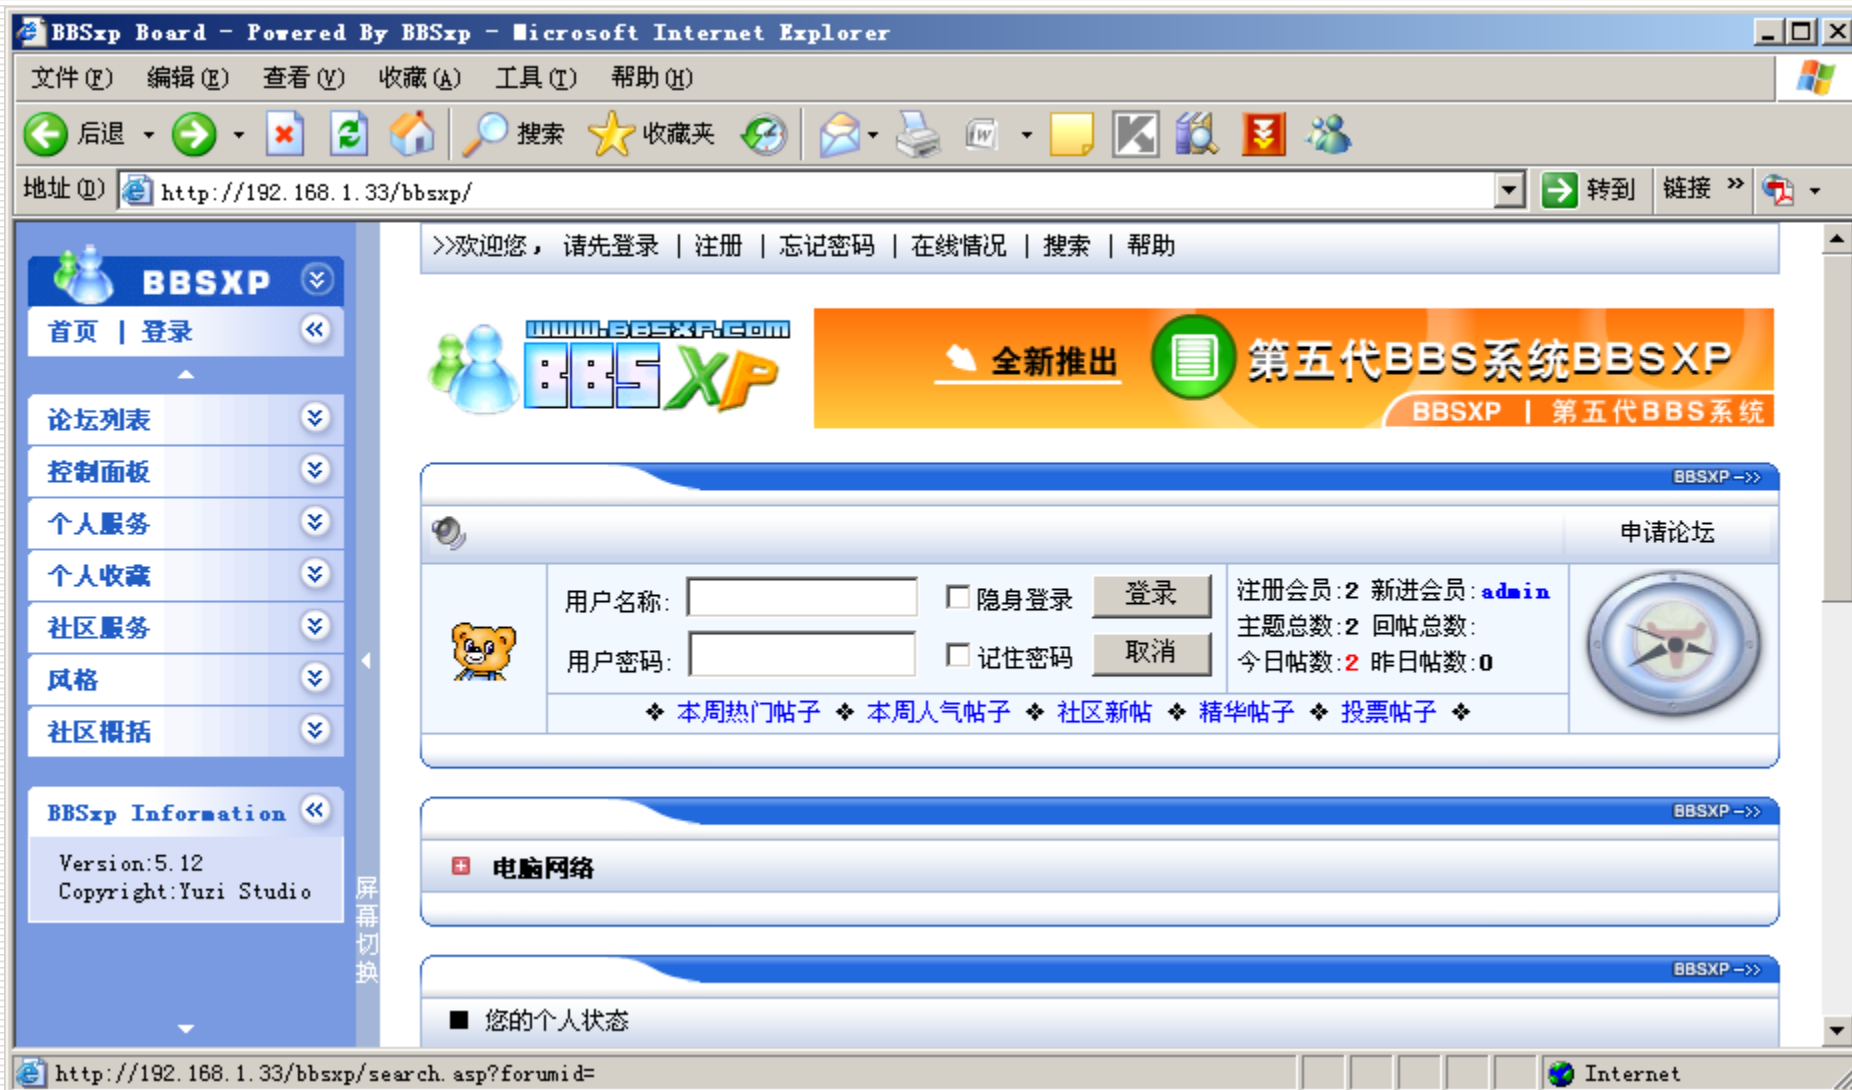 BBSxp Board - Powered By BBSxp - Microsoft Internet Explorer
文件(F) 编辑(E) 查看(V) 收藏(A) 工具(T) 帮助(H)
后退 搜索 收藏夹
地址(D) http://192.168.1.33/bbsxp/ 转到 链接 »
>>欢迎您， 请先登录 | 注册 | 忘记密码 | 在线情况 | 搜索 | 帮助
BBSXP
首页 | 登录
论坛列表
控制面板
个人服务
个人收藏
社区服务
风格
社区概括
BBSxp Information
Version:5.12
Copyright:Yuzi Studio
屏幕切换
www.BBSXP.com
BBS XP
全新推出 第五代BBS系统BBSXP
BBSXP | 第五代BBS系统
BBSXP->>
申请论坛
用户名称: 隐身登录 登录
用户密码: 记住密码 取消
注册会员:2 新进会员:admin
主题总数:2 回帖总数:
今日帖数:2 昨日帖数:0
❖ 本周热门帖子 ❖ 本周人气帖子 ❖ 社区新帖 ❖ 精华帖子 ❖ 投票帖子 ❖
BBSXP->>
电脑网络
BBSXP->>
■ 您的个人状态
http://192.168.1.33/bbsxp/search.asp?forumid= Internet